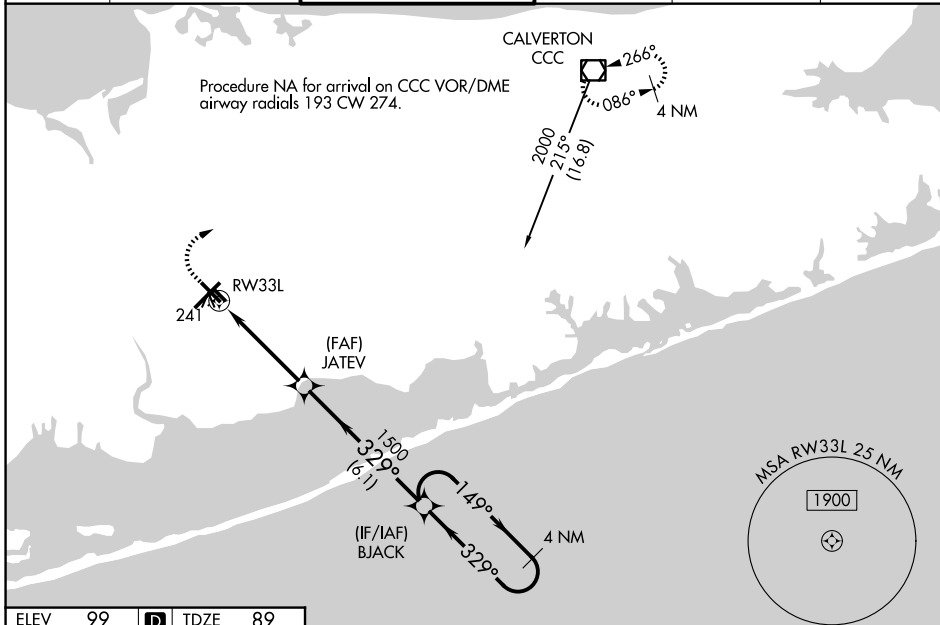 CALVERTON
CCC
266°
086°
4 NM
Procedure NA for arrival on CCC VOR/DME
airway radials 193 CW 274.
2000
215°
(16.8)
RW33L
241
(FAF)
JATEV
1500
329°
(6.1)
149°
(IF/IAF)
BJACK
4 NM
329°
MSA RW33L 25 NM
1900
ELEV 99 D TDZE 89